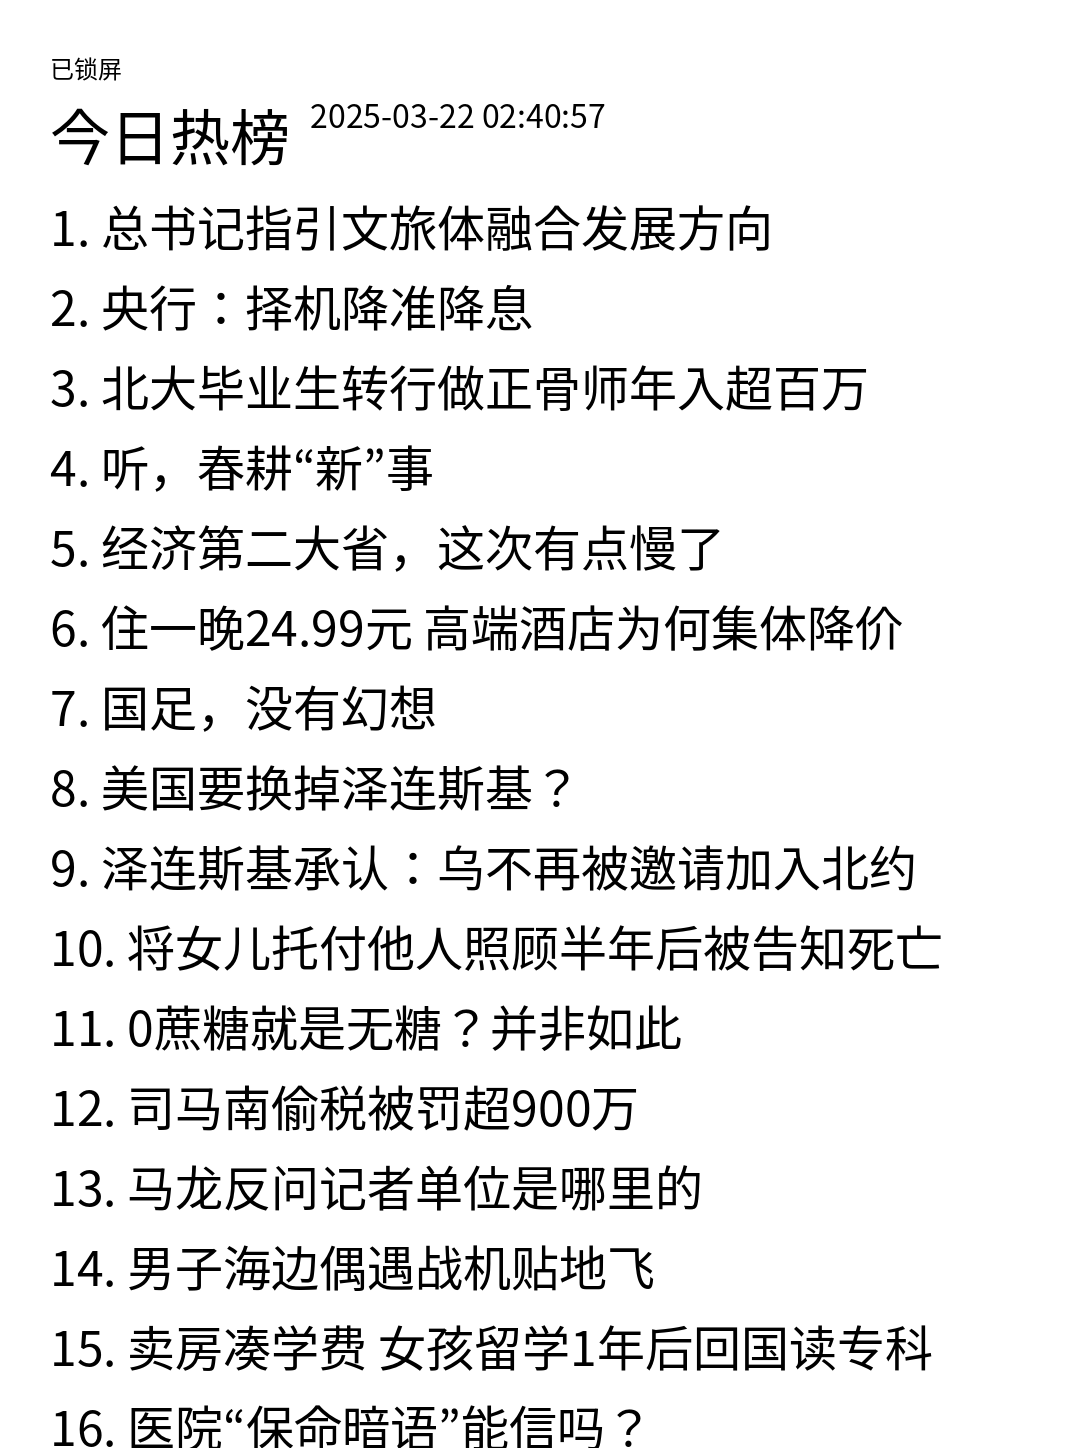 已锁屏
今日热榜 2025-03-22 02:40:57
1. 总书记指引文旅体融合发展方向
2. 央行：择机降准降息
3. 北大毕业生转行做正骨师年入超百万
4. 听，春耕“新”事
5. 经济第二大省，这次有点慢了
6. 住一晚24.99元 高端酒店为何集体降价
7. 国足，没有幻想
8. 美国要换掉泽连斯基？
9. 泽连斯基承认：乌不再被邀请加入北约
10. 将女儿托付他人照顾半年后被告知死亡
11. 0蔗糖就是无糖？并非如此
12. 司马南偷税被罚超900万
13. 马龙反问记者单位是哪里的
14. 男子海边偶遇战机贴地飞
15. 卖房凑学费 女孩留学1年后回国读专科
16. 医院“保命暗语”能信吗？